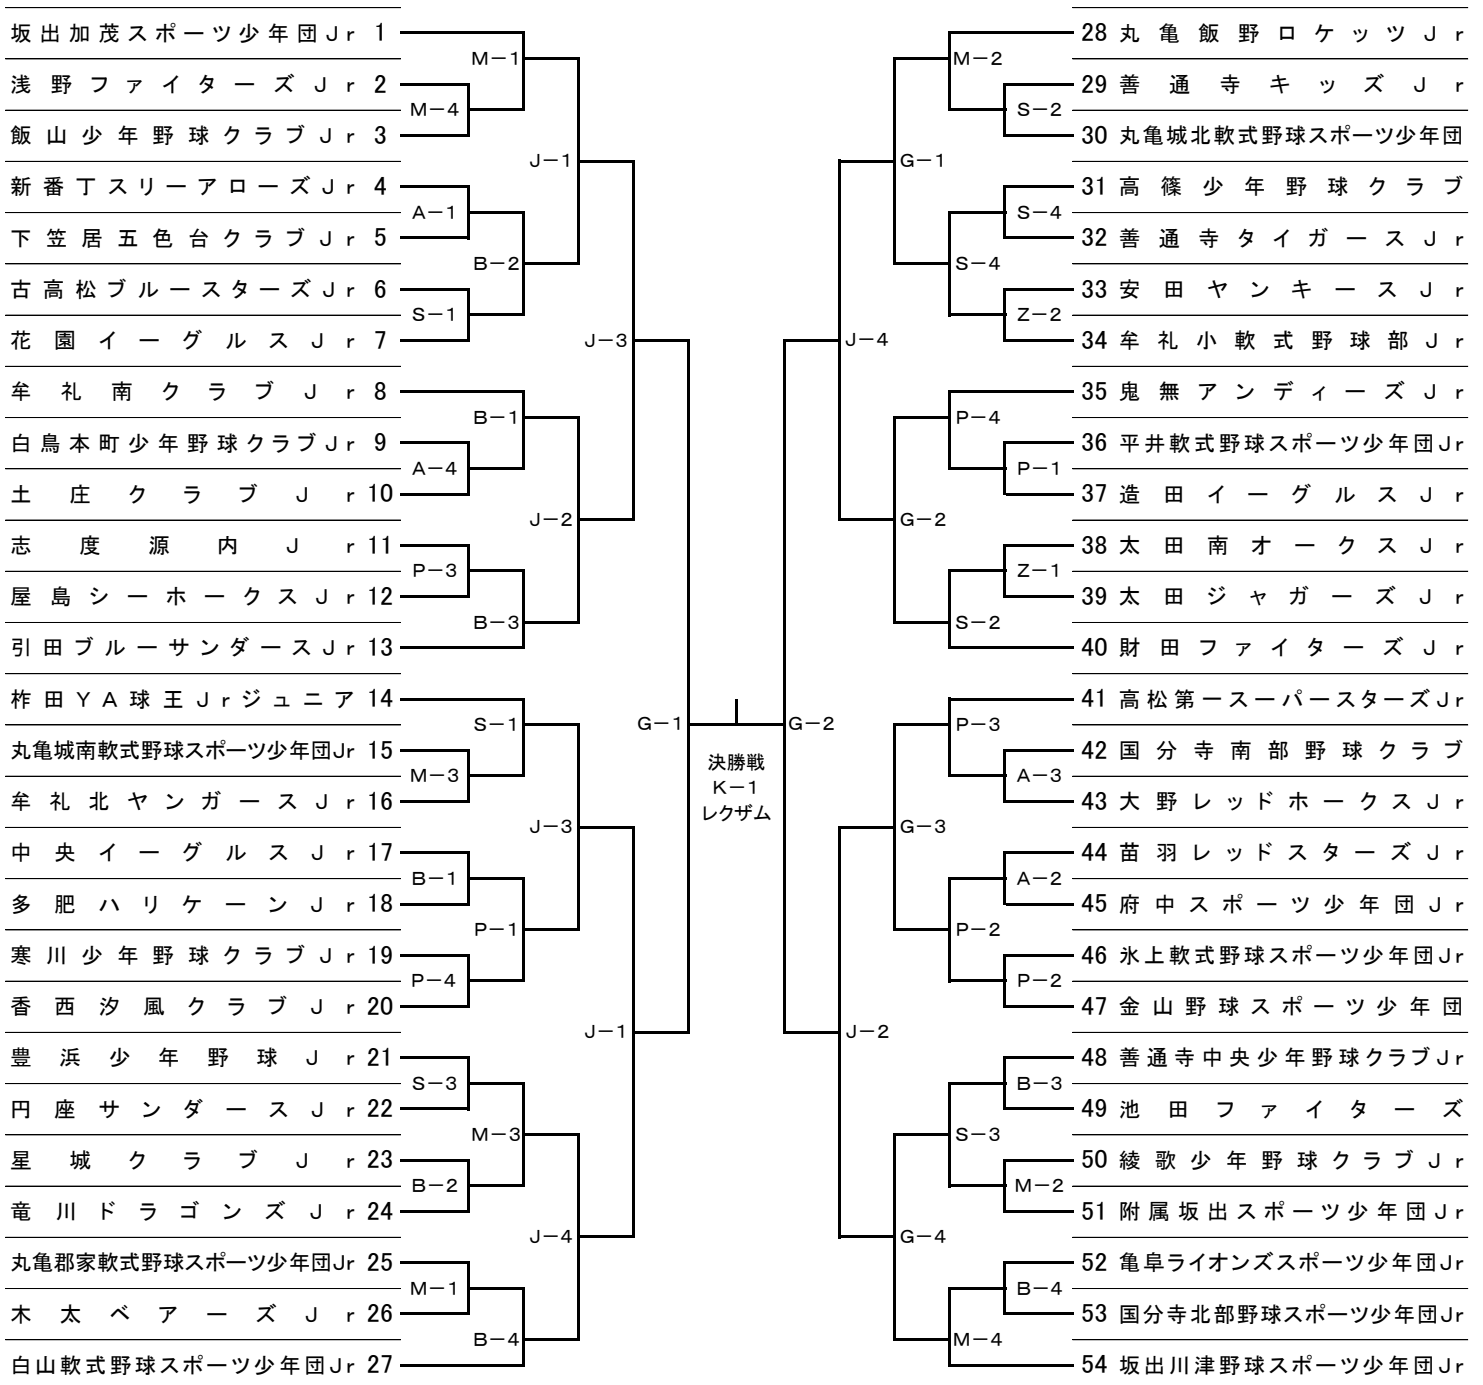 坂出加茂スポーツ少年団Jr 1
浅野ファイターズJr 2
飯山少年野球クラブJr 3
新番丁スリーアローズJr 4
下笠居五色台クラブJr 5
古高松ブルースターズJr 6
花園イーグルスJr 7
牟礼南クラブJr 8
白鳥本町少年野球クラブJr 9
土庄クラブJr 10
志度源内Jr 11
屋島シーホークスJr 12
引田ブルーサンダースJr 13
柞田YA球王Jrジュニア 14
丸亀城南軟式野球スポーツ少年団Jr 15
牟礼北ヤンガースJr 16
中央イーグルスJr 17
多肥ハリケーンJr 18
寒川少年野球クラブJr 19
香西汐風クラブJr 20
豊浜少年野球Jr 21
円座サンダースJr 22
星城クラブJr 23
竜川ドラゴンズJr 24
丸亀郡家軟式野球スポーツ少年団Jr 25
木太ベアーズJr 26
白山軟式野球スポーツ少年団Jr 27
M-4
A-1
S-1
A-4
P-3
M-3
B-1
P-4
S-3
B-2
M-1
M-1
B-2
B-1
B-3
S-1
P-1
M-3
B-4
J-1
J-2
J-3
J-4
J-3
J-1
G-1
決勝戦
K-1
レクザム
G-2
J-4
J-2
G-1
G-2
G-3
G-4
M-2
S-4
P-4
S-2
P-3
P-2
S-3
M-4
S-2
S-4
Z-2
P-1
Z-1
A-3
A-2
P-2
B-3
M-2
B-4
28 丸亀飯野ロケッツJr
29 善通寺キッズJr
30 丸亀城北軟式野球スポーツ少年団
31 高篠少年野球クラブ
32 善通寺タイガースJr
33 安田ヤンキースJr
34 牟礼小軟式野球部Jr
35 鬼無アンディーズJr
36 平井軟式野球スポーツ少年団Jr
37 造田イーグルスJr
38 太田南オークスJr
39 太田ジャガーズJr
40 財田ファイターズJr
41 高松第一スーパースターズJr
42 国分寺南部野球クラブ
43 大野レッドホークスJr
44 苗羽レッドスターズJr
45 府中スポーツ少年団Jr
46 氷上軟式野球スポーツ少年団Jr
47 金山野球スポーツ少年団
48 善通寺中央少年野球クラブJr
49 池田ファイターズ
50 綾歌少年野球クラブJr
51 附属坂出スポーツ少年団Jr
52 亀阜ライオンズスポーツ少年団Jr
53 国分寺北部野球スポーツ少年団Jr
54 坂出川津野球スポーツ少年団Jr